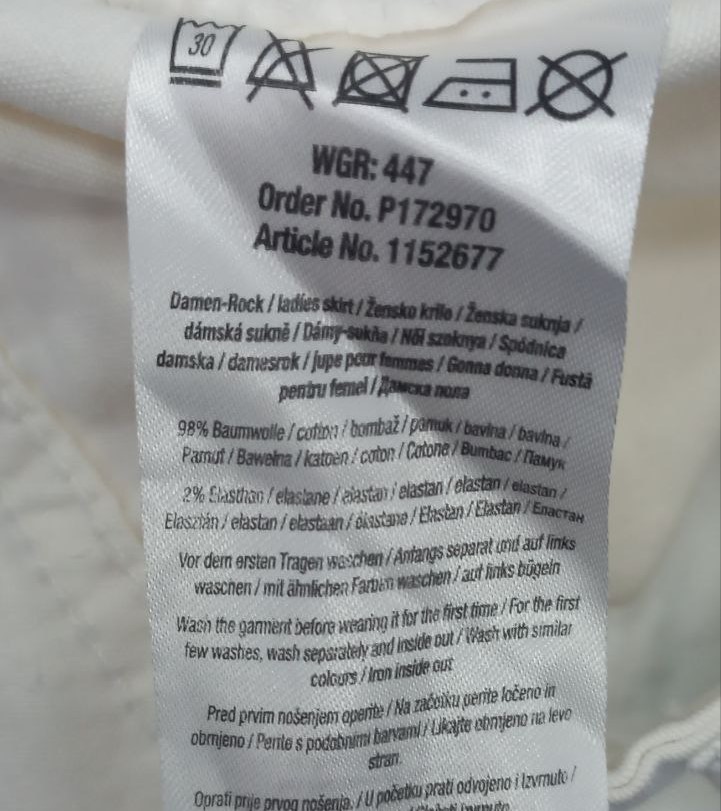 30
WGR: 447
Order No. P172970
Article No. 1152677
Damen-Rock / ladies skirt / Žensko krilo / Ženska suknja /
dámská sukně / Dámy-sukňa / Női szoknya / Spódnica
damska / damesrok / jupe pour femmes / Gonna donna / Fustă
pentru femei / Дамска пола
98% Baumwolle / cotton / bombaž / pamuk / bavlna / bavlna /
Pamut / Bawełna / katoen / coton / Cotone / Bumbac / Памук
2% Elasthan / elastane / elastan / elastan / elastan / elastan /
Elasztán / elastan / elastaan / élastane / Elastan / Elastan / Еластан
Vor dem ersten Tragen waschen / Anfangs separat und auf links
waschen / mit ähnlichen Farben waschen / auf links bügeln
Wash the garment before wearing it for the first time / For the first
few washes, wash separately and inside out / Wash with similar
colours / Iron inside out
Pred prvim nošenjem operite / Na začetku perite ločeno in
obrnjeno / Perite s podobnimi barvami / Likajte obrnjeno na levo
stran.
Oprati prije prvog nošenja. / U početku prati odvojeno i izvrnuto /
izvrnuto